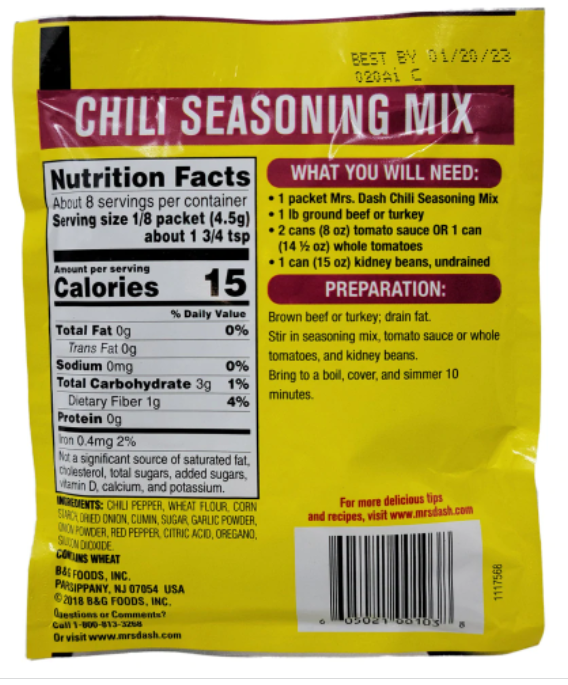 BEST BY 01/20/23
020Ai C
CHILI SEASONING MIX
Nutrition Facts
About 8 servings per container
Serving size 1/8 packet (4.5g)
about 1 3/4 tsp
Amount per serving
Calories 15
% Daily Value
Total Fat 0g 0%
Trans Fat 0g
Sodium 0mg 0%
Total Carbohydrate 3g 1%
Dietary Fiber 1g 4%
Protein 0g
Iron 0.4mg 2%
Not a significant source of saturated fat,
cholesterol, total sugars, added sugars,
vitamin D, calcium, and potassium.
INGREDIENTS: CHILI PEPPER, WHEAT FLOUR, CORN
STARCH, DRIED ONION, CUMIN, SUGAR, GARLIC POWDER,
ONION POWDER, RED PEPPER, CITRIC ACID, OREGANO,
SILICON DIOXIDE.
CONTAINS WHEAT
B&G FOODS, INC.
PARSIPPANY, NJ 07054 USA
©2018 B&G FOODS, INC.
Questions or Comments?
Call 1-800-813-3268
Or visit www.mrsdash.com
WHAT YOU WILL NEED:
• 1 packet Mrs. Dash Chili Seasoning Mix
• 1 lb ground beef or turkey
• 2 cans (8 oz) tomato sauce OR 1 can
(14 ½ oz) whole tomatoes
• 1 can (15 oz) kidney beans, undrained
PREPARATION:
Brown beef or turkey; drain fat.
Stir in seasoning mix, tomato sauce or whole
tomatoes, and kidney beans.
Bring to a boil, cover, and simmer 10
minutes.
For more delicious tips
and recipes, visit www.mrsdash.com
1117568
6 8